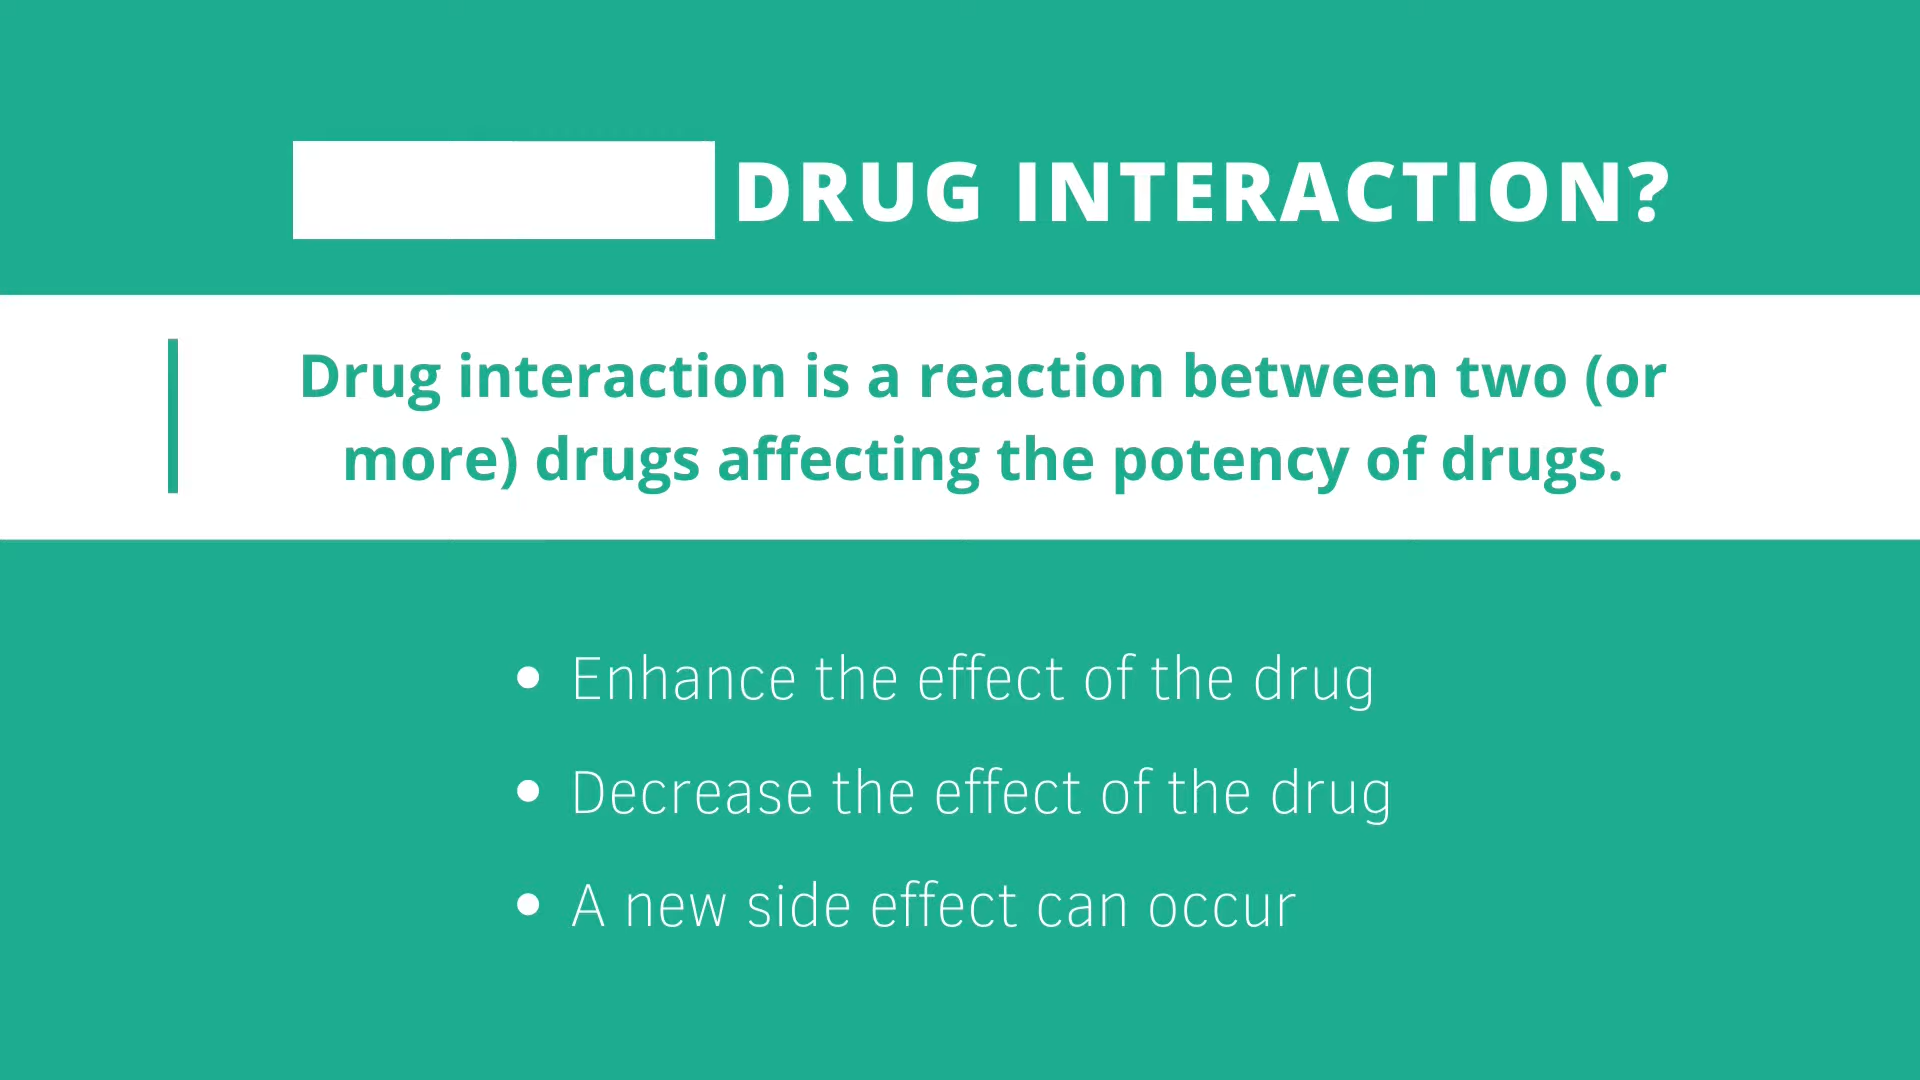 DRUG INTERACTION?
Drug interaction is a reaction between two (or
more) drugs affecting the potency of drugs.
• Enhance the effect of the drug
• Decrease the effect of the drug
• A new side effect can occur